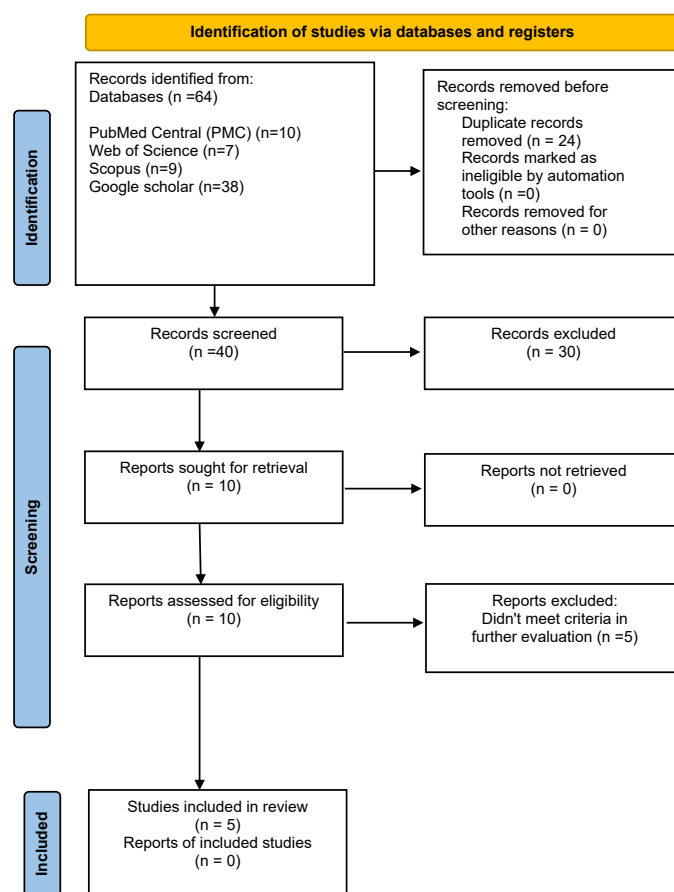 Identification of studies via databases and registers
Identification
Records identified from:
Databases (n =64)
PubMed Central (PMC) (n=10)
Web of Science (n=7)
Scopus (n=9)
Google scholar (n=38)
Records removed before
screening:
Duplicate records
removed (n = 24)
Records marked as
ineligible by automation
tools (n =0)
Records removed for
other reasons (n = 0)
Screening
Records screened
(n =40)
Records excluded
(n = 30)
Reports sought for retrieval
(n = 10)
Reports not retrieved
(n = 0)
Reports assessed for eligibility
(n = 10)
Reports excluded:
Didn't meet criteria in
further evaluation (n =5)
Included
Studies included in review
(n = 5)
Reports of included studies
(n = 0)